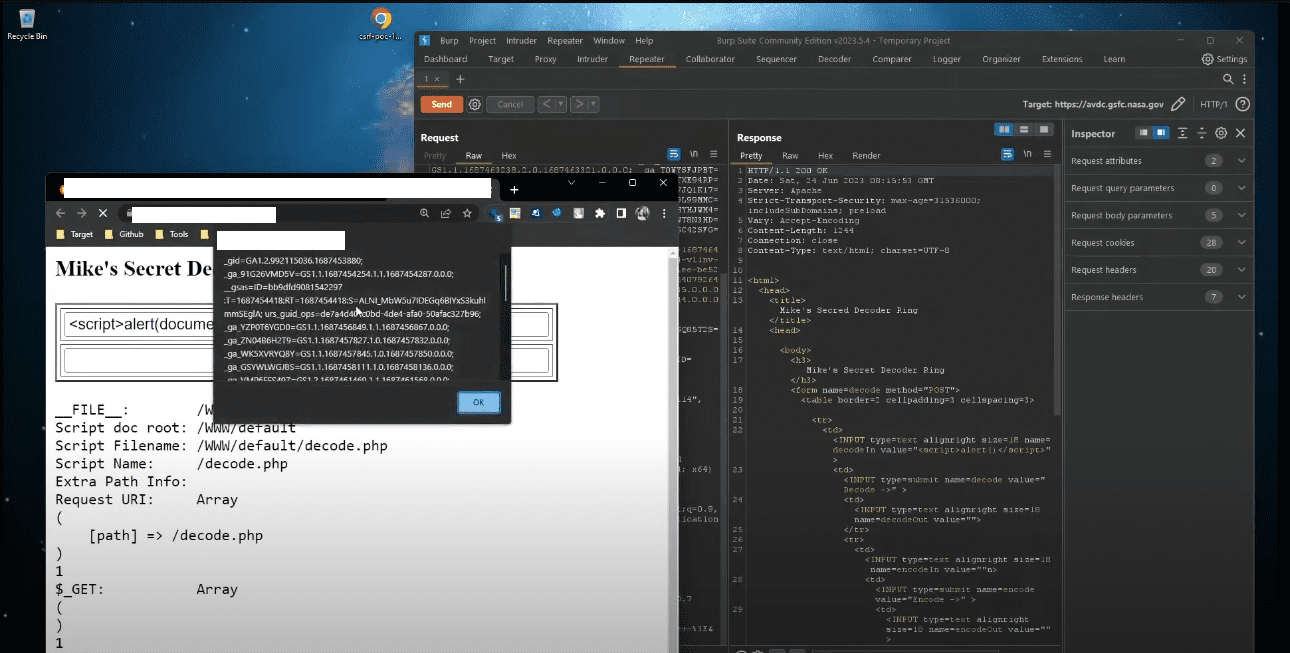 Recycle Bin
csrf-poc-1...
Burp Project Intruder Repeater Window Help
Burp Suite Community Edition v2023.5.4 - Temporary Project
Dashboard Target Proxy Intruder Repeater Collaborator Sequencer Decoder Comparer Logger Organizer Extensions Learn
Settings
1 × +
Send Cancel < >
Target: https://avdc.gsfc.nasa.gov HTTP/1
Request
Pretty Raw Hex
\n
Response
Pretty Raw Hex Render
\n
1 HTTP/1.1 200 OK
2 Date: Sat, 24 Jun 2023 08:15:53 GMT
3 Server: Apache
4 Strict-Transport-Security: max-age=31536000;
includeSubDomains; preload
5 Vary: Accept-Encoding
6 Content-Length: 1244
7 Connection: close
8 Content-Type: text/html; charset=UTF-8
9
10
11 <html>
12 <head>
13 <title>
Mike's Secred Decoder Ring
</title>
14 <head>
15
16 <body>
17 <h3>
Mike's Secred Decoder Ring
</h3>
18 <form name=decode method="POST">
19 <table border=2 cellpadding=3 cellspacing=3>
20
21 <tr>
22 <td>
<INPUT type=text alignright size=18 name=
decodeIn value="<script>alert()</script>"
>
23 <td>
<INPUT type=submit name=decode value="
Decode ->" >
24 <td>
<INPUT type=text alignright size=18
name=decodeOut value="">
25 </tr>
26 <tr>
27 <td>
<INPUT type=text alignright size=18
name=encodeIn value=""n>
28 <td>
<INPUT type=submit name=encode
value="Encode ->" >
29 <td>
<INPUT type=text alignright
size=18 name=encodeOut value=""
>
Inspector
Request attributes 2
Request query parameters 0
Request body parameters 5
Request cookies 28
Request headers 20
Response headers 7
Target Github Tools
_gid=GA1.2.992115036.1687453880;
_ga_91G26VMD5V=GS1.1.1687454254.1.1.1687454287.0.0.0;
__gsas=ID=bb9dfd9081542297
:T=1687454418:RT=1687454418:S=ALNI_MbW5u7IDEGq6BIYxS3kuhl
_ga_YZP0T6YGD0=GS1.1.1687456849.1.1.1687456867.0.0.0;
_ga_ZN04B6H2T9=GS1.1.1687457827.1.0.1687457832.0.0.0;
_ga_WK5XVRYQ8Y=GS1.1.1687457845.1.0.1687457850.0.0.0;
_ga_GSYWLWGJBS=GS1.1.1687458111.1.0.1687458136.0.0.0;
OK
Mike's Secret De
<script>alert(docume
__FILE__: /W
Script doc root: /WWW/default
Script Filename: /WWW/default/decode.php
Script Name: /decode.php
Extra Path Info:
Request URI: Array
(
[path] => /decode.php
)
1
$_GET: Array
(
)
1